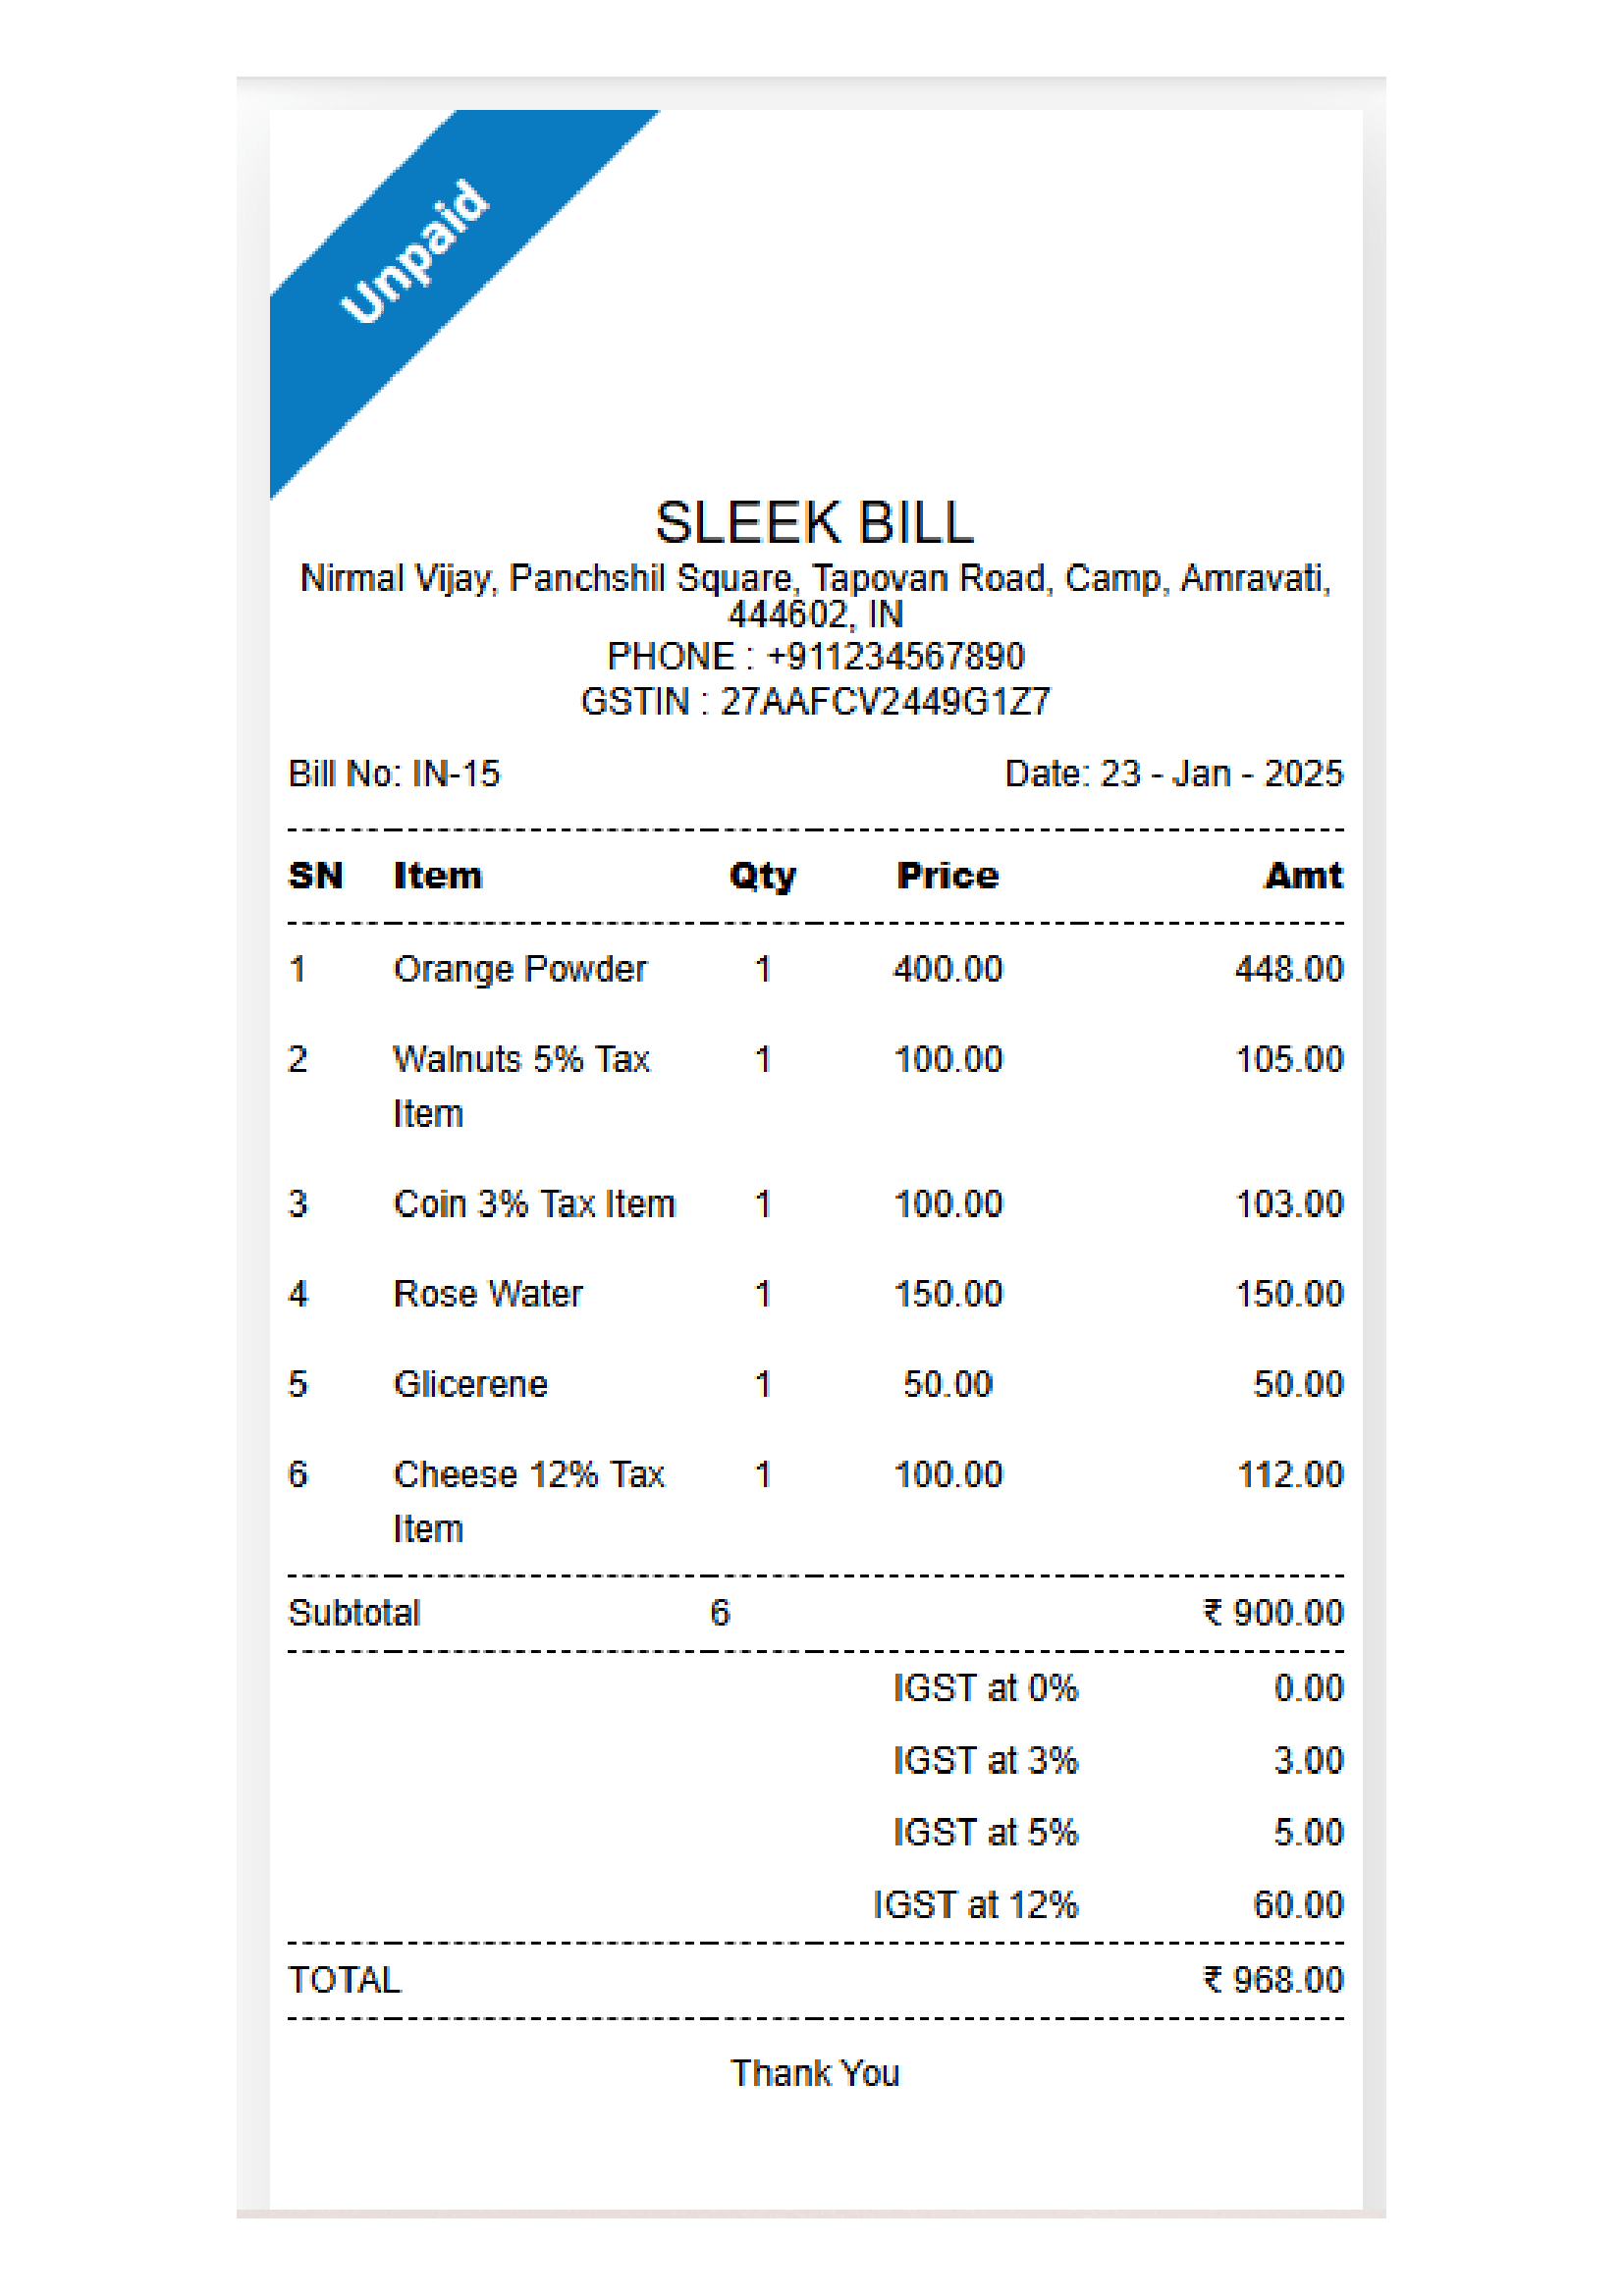 Unpaid
SLEEK BILL
Nirmal Vijay, Panchshil Square, Tapovan Road, Camp, Amravati,
444602, IN
PHONE : +911234567890
GSTIN : 27AAFCV2449G1Z7
Bill No: IN-15 Date: 23 - Jan - 2025
SN Item Qty Price Amt
1 Orange Powder 1 400.00 448.00
2 Walnuts 5% Tax 1 100.00 105.00
Item
3 Coin 3% Tax Item 1 100.00 103.00
4 Rose Water 1 150.00 150.00
5 Glicerene 1 50.00 50.00
6 Cheese 12% Tax 1 100.00 112.00
Item
Subtotal 6 ₹ 900.00
IGST at 0% 0.00
IGST at 3% 3.00
IGST at 5% 5.00
IGST at 12% 60.00
TOTAL ₹ 968.00
Thank You